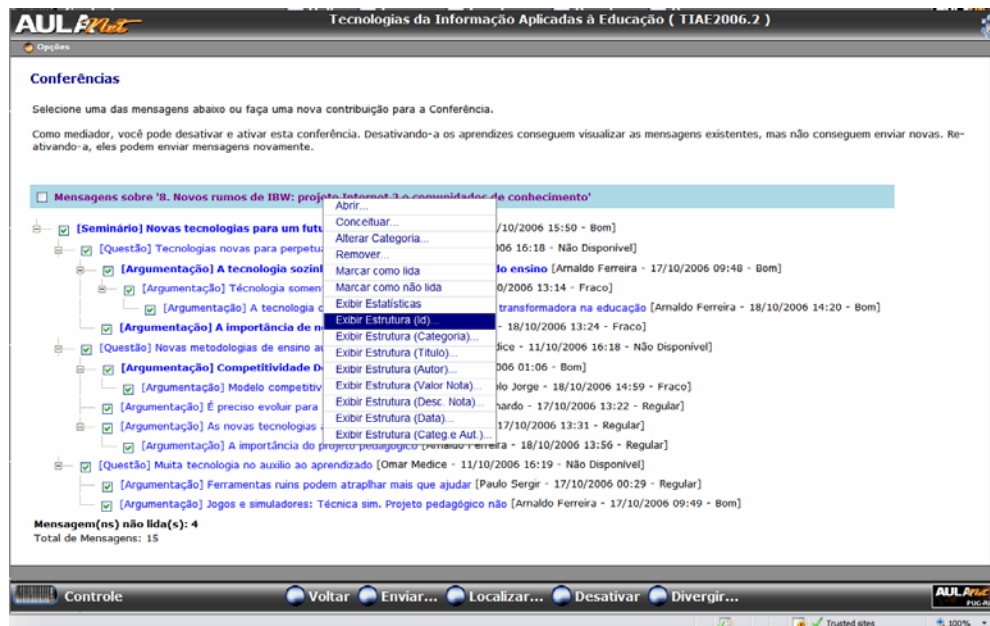 AULANet
Tecnologias da Informação Aplicadas à Educação ( TIAE2006.2 )
Opções
Conferências
Selecione uma das mensagens abaixo ou faça uma nova contribuição para a Conferência.
Como mediador, você pode desativar e ativar esta conferência. Desativando-a os aprendizes conseguem visualizar as mensagens existentes, mas não conseguem enviar novas. Re-
ativando-a, eles podem enviar mensagens novamente.
Mensagens sobre '8. Novos rumos de IBW: projeto Internet 2 e comunidades de conhecimento'
Abrir...
Conceituar...
Alterar Categoria...
Remover...
Marcar como lida
Marcar como não lida
Exibir Estatísticas
Exibir Estrutura (Id)...
Exibir Estrutura (Categoria)...
Exibir Estrutura (Título)...
Exibir Estrutura (Autor)...
Exibir Estrutura (Valor Nota)...
Exibir Estrutura (Desc. Nota)...
Exibir Estrutura (Data)...
Exibir Estrutura (Categ.e Aut.)...
[Seminário] Novas tecnologias para um futu /10/2006 15:50 - Bom]
[Questão] Tecnologias novas para perpetua 06 16:18 - Não Disponível]
[Argumentação] A tecnologia sozinh do ensino [Arnaldo Ferreira - 17/10/2006 09:48 - Bom]
[Argumentação] Técnologia somen 0/2006 13:14 - Fraco]
[Argumentação] A tecnologia c transformadora na educação [Arnaldo Ferreira - 18/10/2006 14:20 - Bom]
[Argumentação] A importância de n - 18/10/2006 13:24 - Fraco]
[Questão] Novas metodologias de ensino au dice - 11/10/2006 16:18 - Não Disponível]
[Argumentação] Competitividade D 006 01:06 - Bom]
[Argumentação] Modelo competitiv lo Jorge - 18/10/2006 14:59 - Fraco]
[Argumentação] É preciso evoluir para nardo - 17/10/2006 13:22 - Regular]
[Argumentação] As novas tecnologias 17/10/2006 13:31 - Regular]
[Argumentação] A importância do projeto pedagógico [Arnaldo Ferreira - 18/10/2006 13:56 - Regular]
[Questão] Muita tecnologia no auxilio ao aprendizado [Omar Medice - 11/10/2006 16:19 - Não Disponível]
[Argumentação] Ferramentas ruins podem atraplhar mais que ajudar [Paulo Sergir - 17/10/2006 00:29 - Regular]
[Argumentação] Jogos e simuladores: Técnica sim. Projeto pedagógico não [Arnaldo Ferreira - 17/10/2006 09:49 - Bom]
Mensagem(ns) não lida(s): 4
Total de Mensagens: 15
Controle
Voltar
Enviar...
Localizar...
Desativar
Divergir...
AULANet
Trusted sites
100%